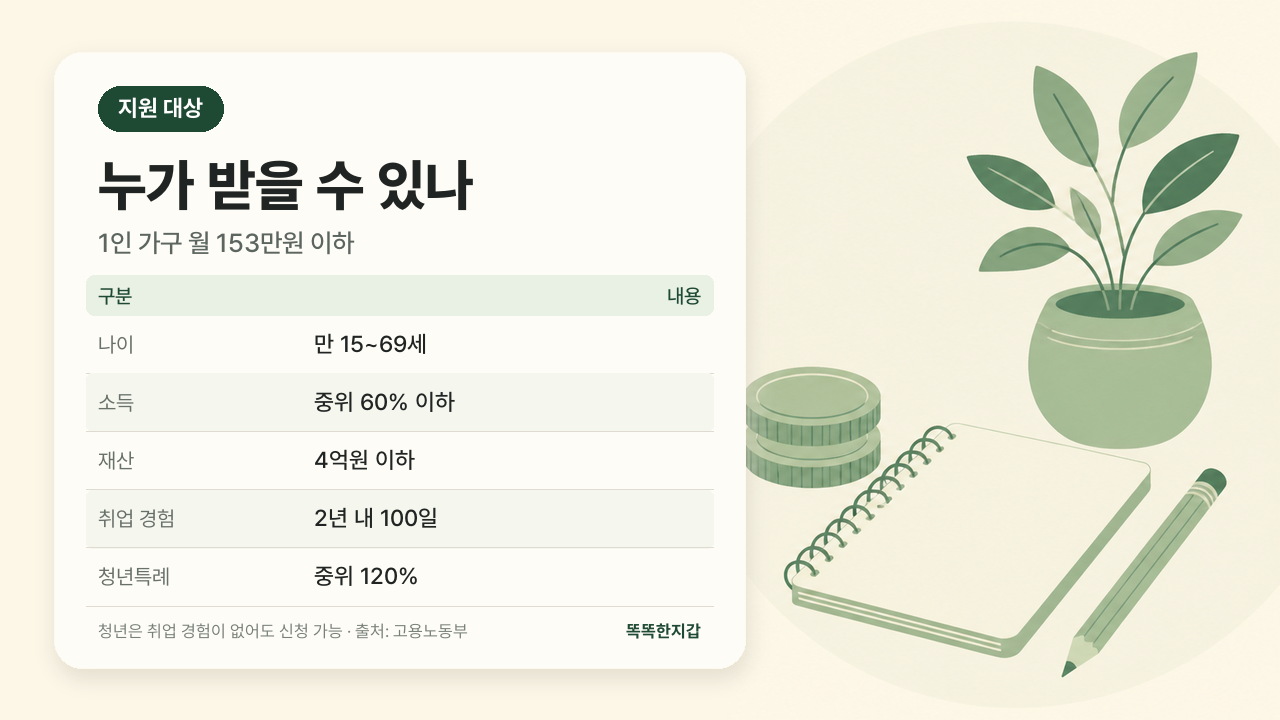 지원 대상
누가 받을 수 있나
1인 가구 월 153만원 이하
구분 내용
나이 만 15~69세
소득 중위 60% 이하
재산 4억원 이하
취업 경험 2년 내 100일
청년특례 중위 120%
청년은 취업 경험이 없어도 신청 가능 · 출처: 고용노동부 똑똑한지갑